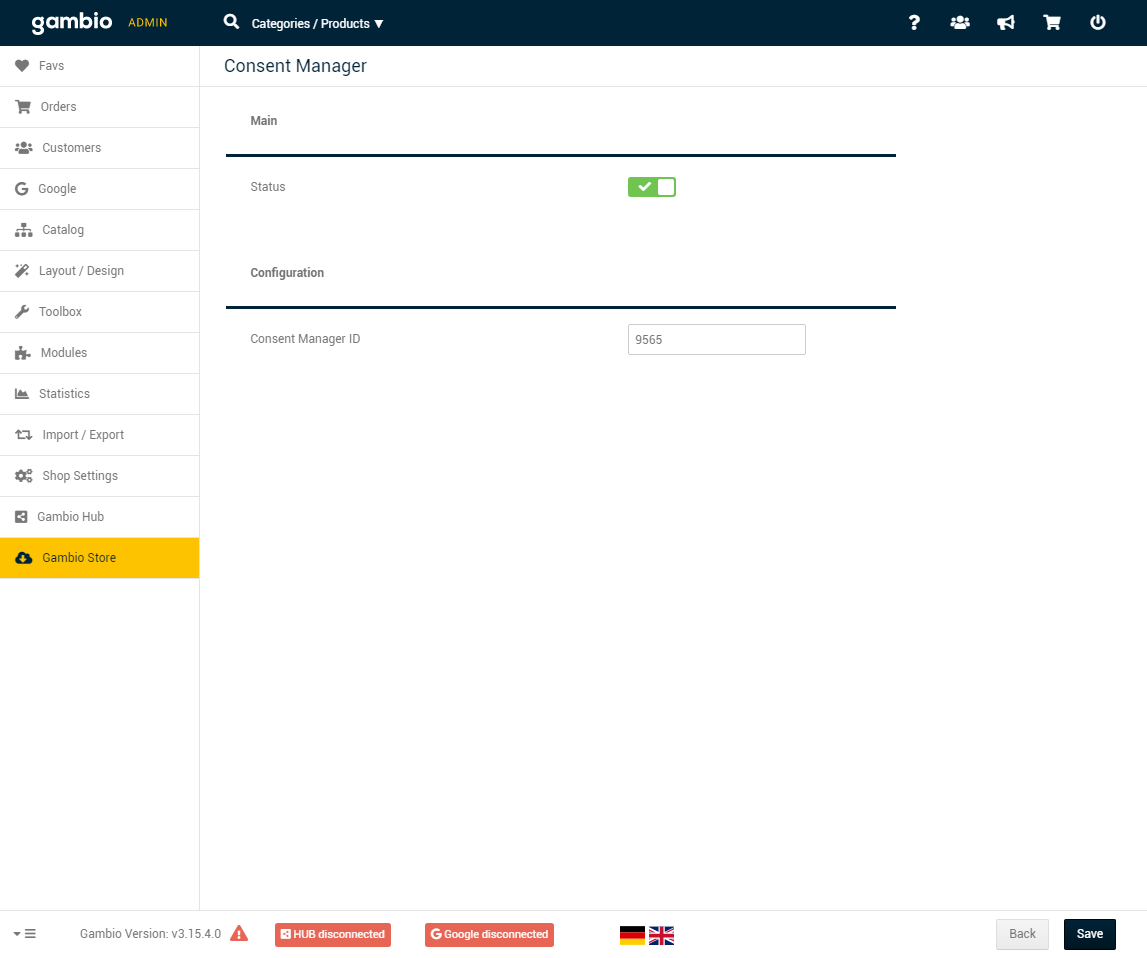 gambio ADMIN Categories / Products ▼
Favs
Consent Manager
Orders
Customers
Google
Catalog
Layout / Design
Toolbox
Modules
Statistics
Import / Export
Shop Settings
Gambio Hub
Gambio Store
Main
Status
Configuration
Consent Manager ID
9565
Gambio Version: v3.15.4.0
HUB disconnected
Google disconnected
Back
Save